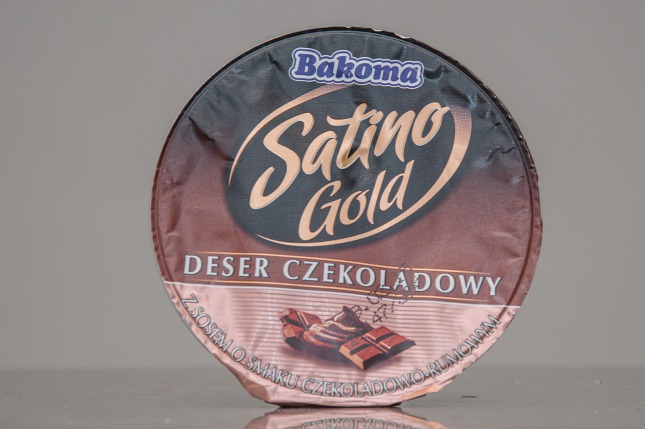 Bakoma
Satino
Gold
DESER CZEKOLADOWY
Z SOSEM O SMAKU CZEKOLADOWO-RUMOWYM